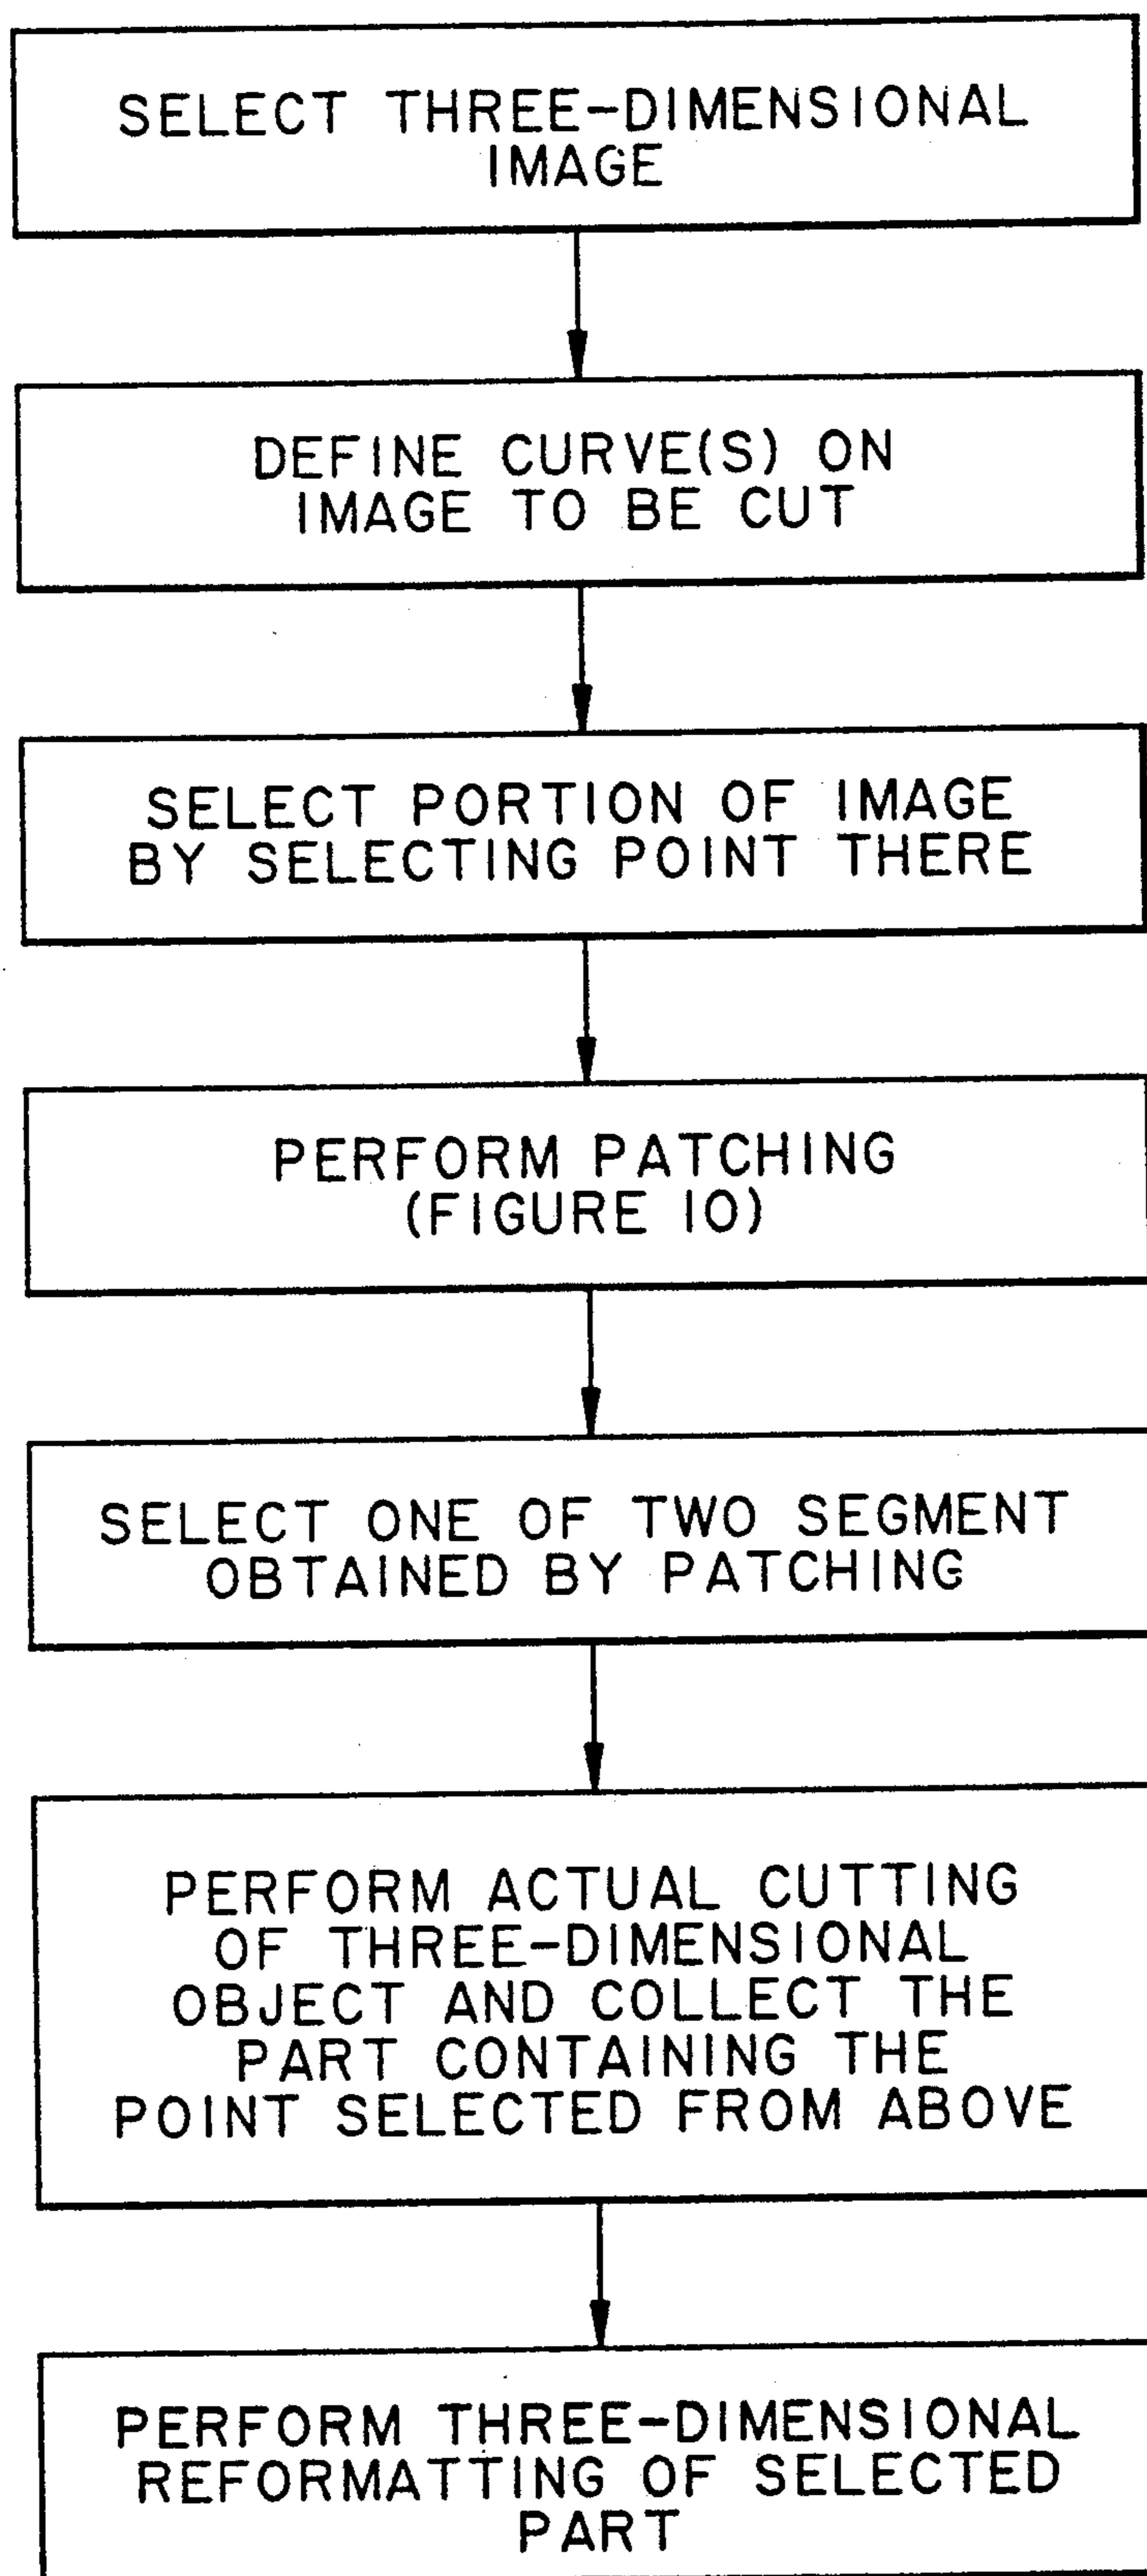 SELECT THREE-DIMENSIONAL
IMAGE
DEFINE CURVE(S) ON
IMAGE TO BE CUT
SELECT PORTION OF IMAGE
BY SELECTING POINT THERE
PERFORM PATCHING
(FIGURE 10)
SELECT ONE OF TWO SEGMENT
OBTAINED BY PATCHING
PERFORM ACTUAL CUTTING
OF THREE-DIMENSIONAL
OBJECT AND COLLECT THE
PART CONTAINING THE
POINT SELECTED FROM ABOVE
PERFORM THREE-DIMENSIONAL
REFORMATTING OF SELECTED
PART